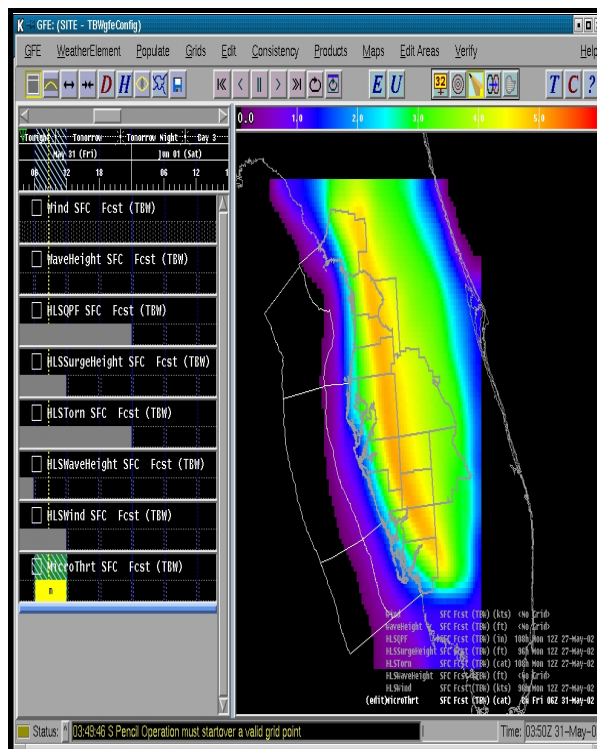 GFE: (SITE - TBWgfeConfig)
GFE WeatherElement Populate Grids Edit Consistency Products Maps Edit Areas Verify Help
D H E U 32 T C ?
0.0 1.0 2.0 3.0 4.0 5.0
Tonight Tomorrow Tomorrow Night Day 3
May 31 (Fri) Jun 01 (Sat)
06 12 18 06 12
Wind SFC Fcst (TBW)
WaveHeight SFC Fcst (TBW)
HLSQPF SFC Fcst (TBW)
HLSSurgeHeight SFC Fcst (TBW)
HLSTorn SFC Fcst (TBW)
HLSWaveHeight SFC Fcst (TBW)
HLSWind SFC Fcst (TBW)
MicroThrt SFC Fcst (TBW)
m
Wind SFC Fcst (TBW) (kts) <No Grid>
WaveHeight SFC Fcst (TBW) (ft) <No Grid>
HLSQPF SFC Fcst (TBW) (in) 108h Mon 12Z 27-May-02
HLSSurgeHeight SFC Fcst (TBW) (ft) 96h Mon 12Z 27-May-02
HLSTorn SFC Fcst (TBW) (cat) 108h Mon 12Z 27-May-02
HLSWaveHeight SFC Fcst (TBW) (ft) <No Grid>
HLSWind SFC Fcst (TBW) (kts) 96h Mon 12Z 27-May-02
(edit)MicroThrt SFC Fcst (TBW) (cat) Fri 06Z 31-May-02
Status: 03:49:46 S Pencil Operation must startover a valid grid point Time: 03:50Z 31-May-0